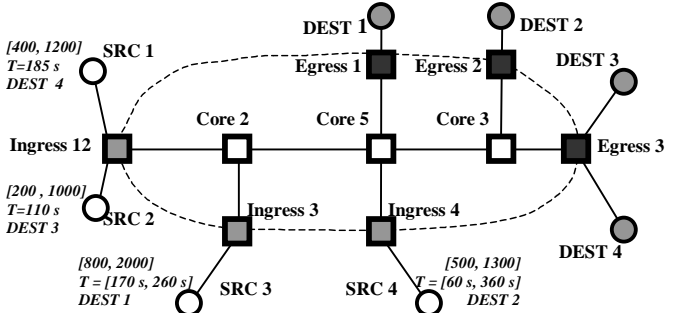 DEST 1
DEST 2
[400, 1200]
T=185 s
DEST 4
SRC 1
Egress 1
Egress 2
DEST 3
Core 2
Core 5
Core 3
Ingress 12
Egress 3
[200 , 1000]
T=110 s
DEST 3
SRC 2
Ingress 3
Ingress 4
DEST 4
[800, 2000]
T = [170 s, 260 s]
DEST 1
SRC 3
SRC 4
[500, 1300]
T = [60 s, 360 s]
DEST 2